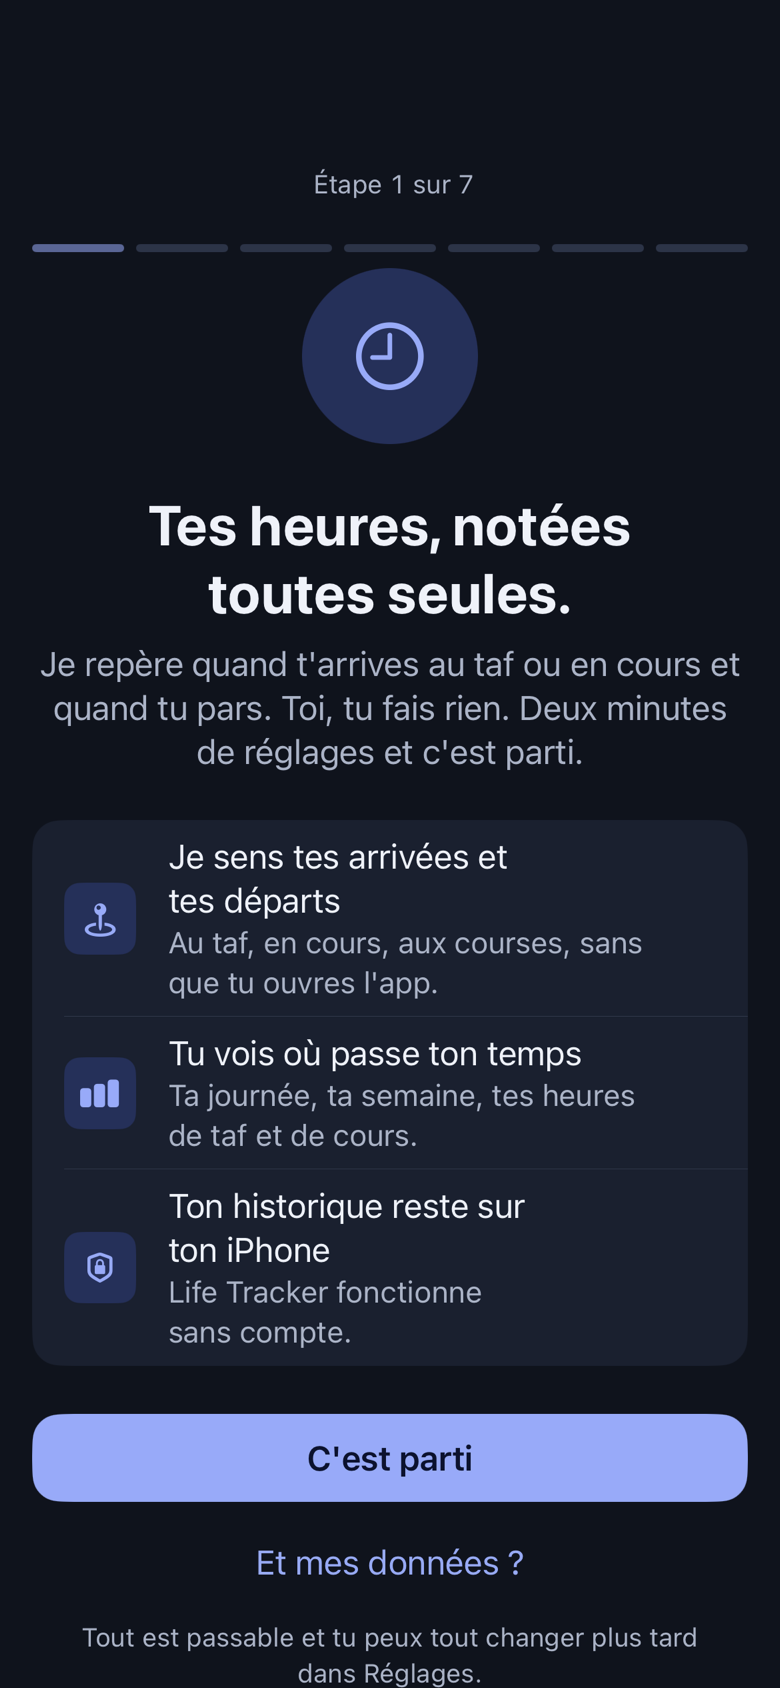 Étape 1 sur 7
Tes heures, notées
toutes seules.
Je repère quand t'arrives au taf ou en cours et
quand tu pars. Toi, tu fais rien. Deux minutes
de réglages et c'est parti.
Je sens tes arrivées et
tes départs
Au taf, en cours, aux courses, sans
que tu ouvres l'app.
Tu vois où passe ton temps
Ta journée, ta semaine, tes heures
de taf et de cours.
Ton historique reste sur
ton iPhone
Life Tracker fonctionne
sans compte.
C'est parti
Et mes données ?
Tout est passable et tu peux tout changer plus tard
dans Réglages.